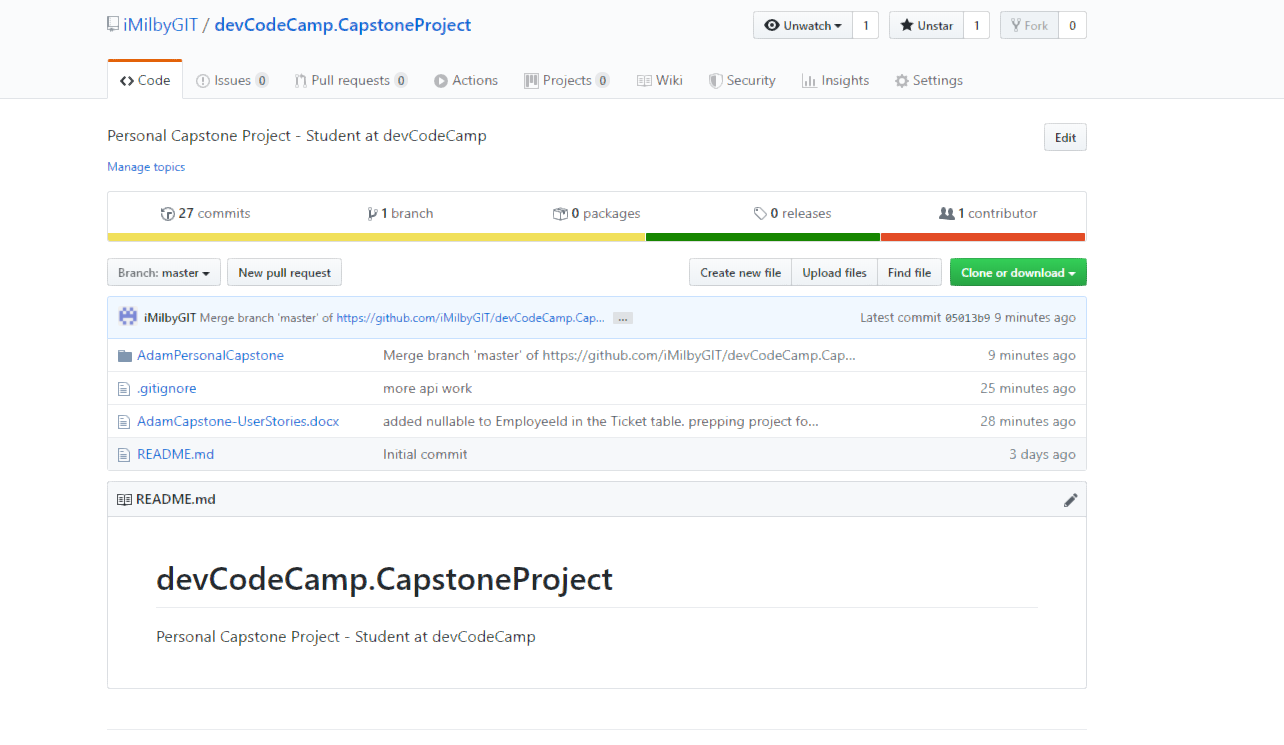 iMilbyGIT / devCodeCamp.CapstoneProject
Unwatch 1 Unstar 1 Fork 0
Code Issues 0 Pull requests 0 Actions Projects 0 Wiki Security Insights Settings
Personal Capstone Project - Student at devCodeCamp Edit
Manage topics
27 commits 1 branch 0 packages 0 releases 1 contributor
Branch: master New pull request Create new file Upload files Find file Clone or download
iMilbyGIT Merge branch 'master' of https://github.com/iMilbyGIT/devCodeCamp.Cap... ... Latest commit 05013b9 9 minutes ago
AdamPersonalCapstone Merge branch 'master' of https://github.com/iMilbyGIT/devCodeCamp.Cap... 9 minutes ago
.gitignore more api work 25 minutes ago
AdamCapstone-UserStories.docx added nullable to EmployeeId in the Ticket table. prepping project fo... 28 minutes ago
README.md Initial commit 3 days ago
README.md
devCodeCamp.CapstoneProject
Personal Capstone Project - Student at devCodeCamp